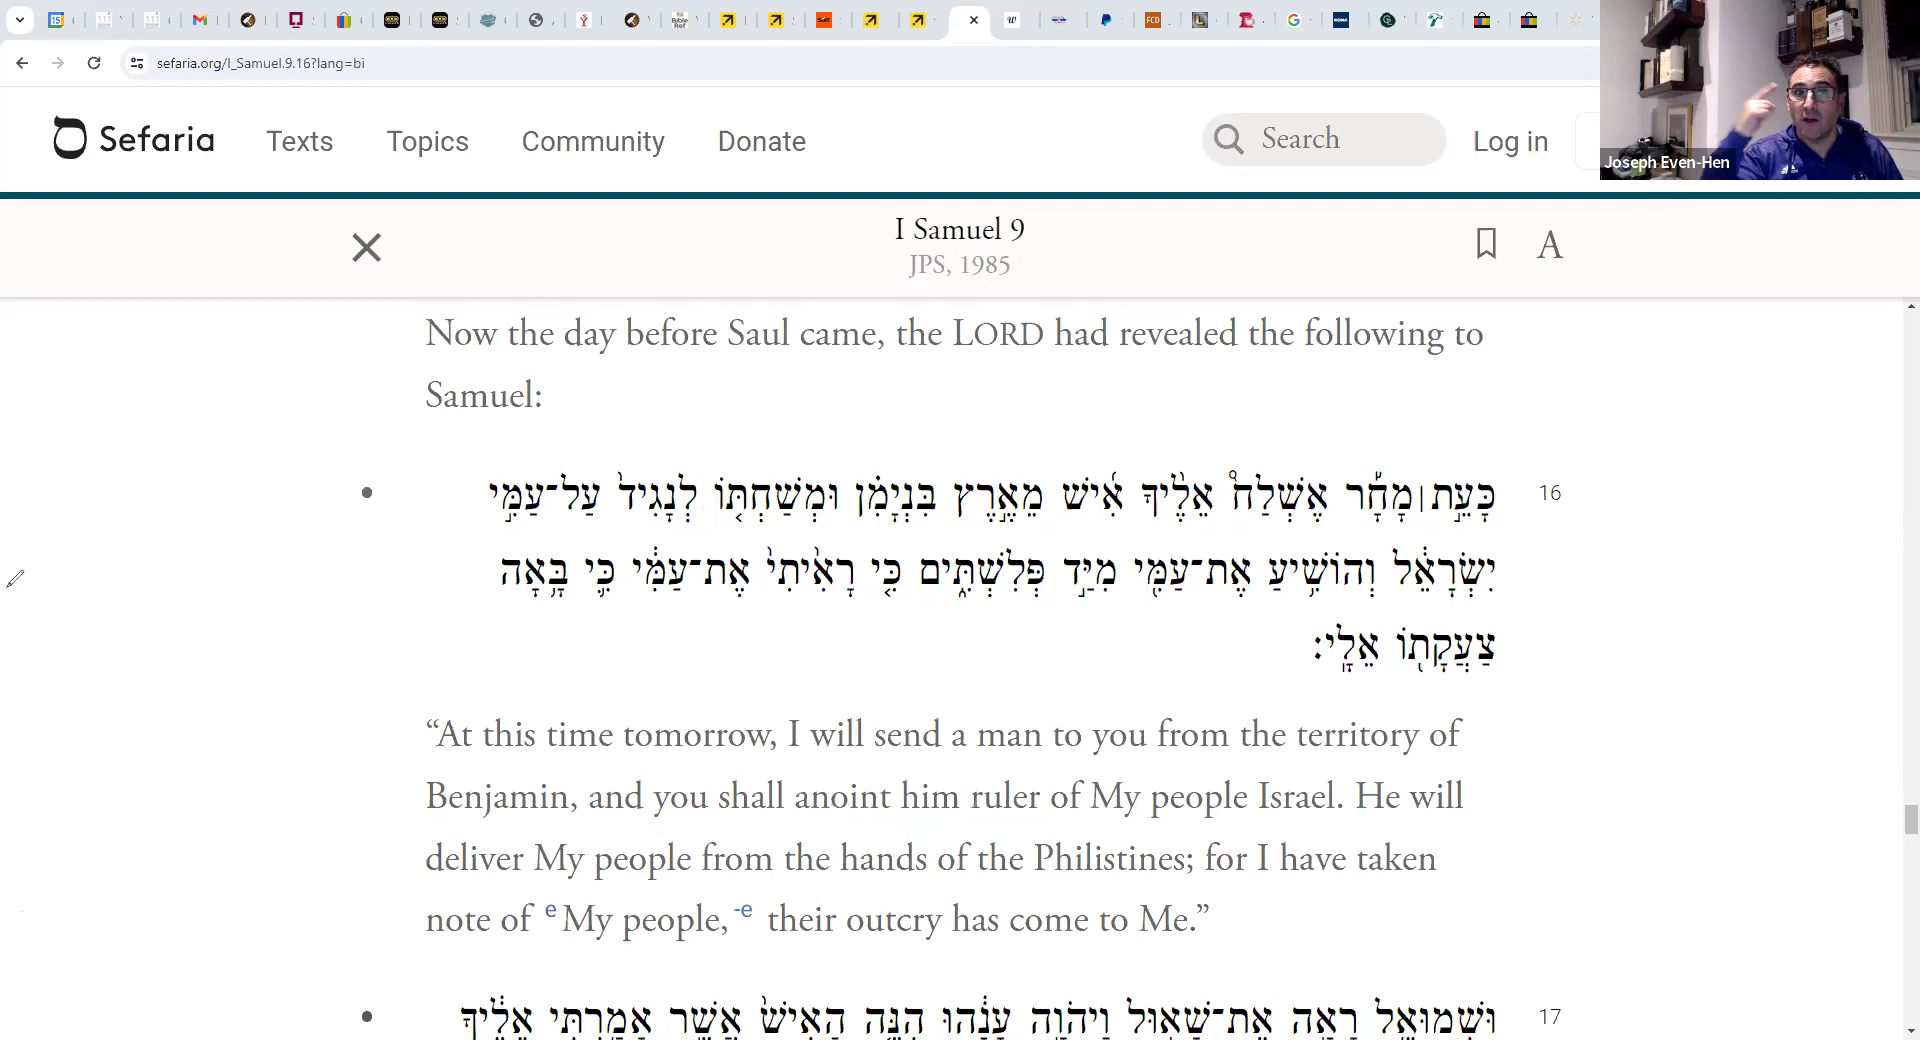 sefaria.org/I_Samuel.9.16?lang=bi
Sefaria Texts Topics Community Donate Search Log in
Joseph Even-Hen
I Samuel 9
JPS, 1985
A
Now the day before Saul came, the LORD had revealed the following to
Samuel:
16
כָּעֵ֣ת ׀ מָחָ֡ר אֶשְׁלַח֩ אֵלֶ֨יךָ אִ֜ישׁ מֵאֶ֣רֶץ בִּנְיָמִ֗ן וּמְשַׁחְתּ֤וֹ לְנָגִיד֙ עַל־עַמִּ֣י
יִשְׂרָאֵ֔ל וְהוֹשִׁ֥יעַ אֶת־עַמִּ֖י מִיַּ֣ד פְּלִשְׁתִּ֑ים כִּ֤י רָאִ֙יתִי֙ אֶת־עַמִּ֔י כִּ֛י בָּ֥אָה
צַעֲקָת֖וֹ אֵלָֽי׃
“At this time tomorrow, I will send a man to you from the territory of
Benjamin, and you shall anoint him ruler of My people Israel. He will
deliver My people from the hands of the Philistines; for I have taken
note of e My people, -e their outcry has come to Me.”
17
וּשְׁמוּאֵ֖ל רָאָ֣ה אֶת־שָׁא֑וּל וַיהֹוָ֣ה עָנָ֔הוּ הִנֵּ֤ה הָאִישׁ֙ אֲשֶׁ֣ר אָמַ֣רְתִּי אֵלֶ֔יךָ